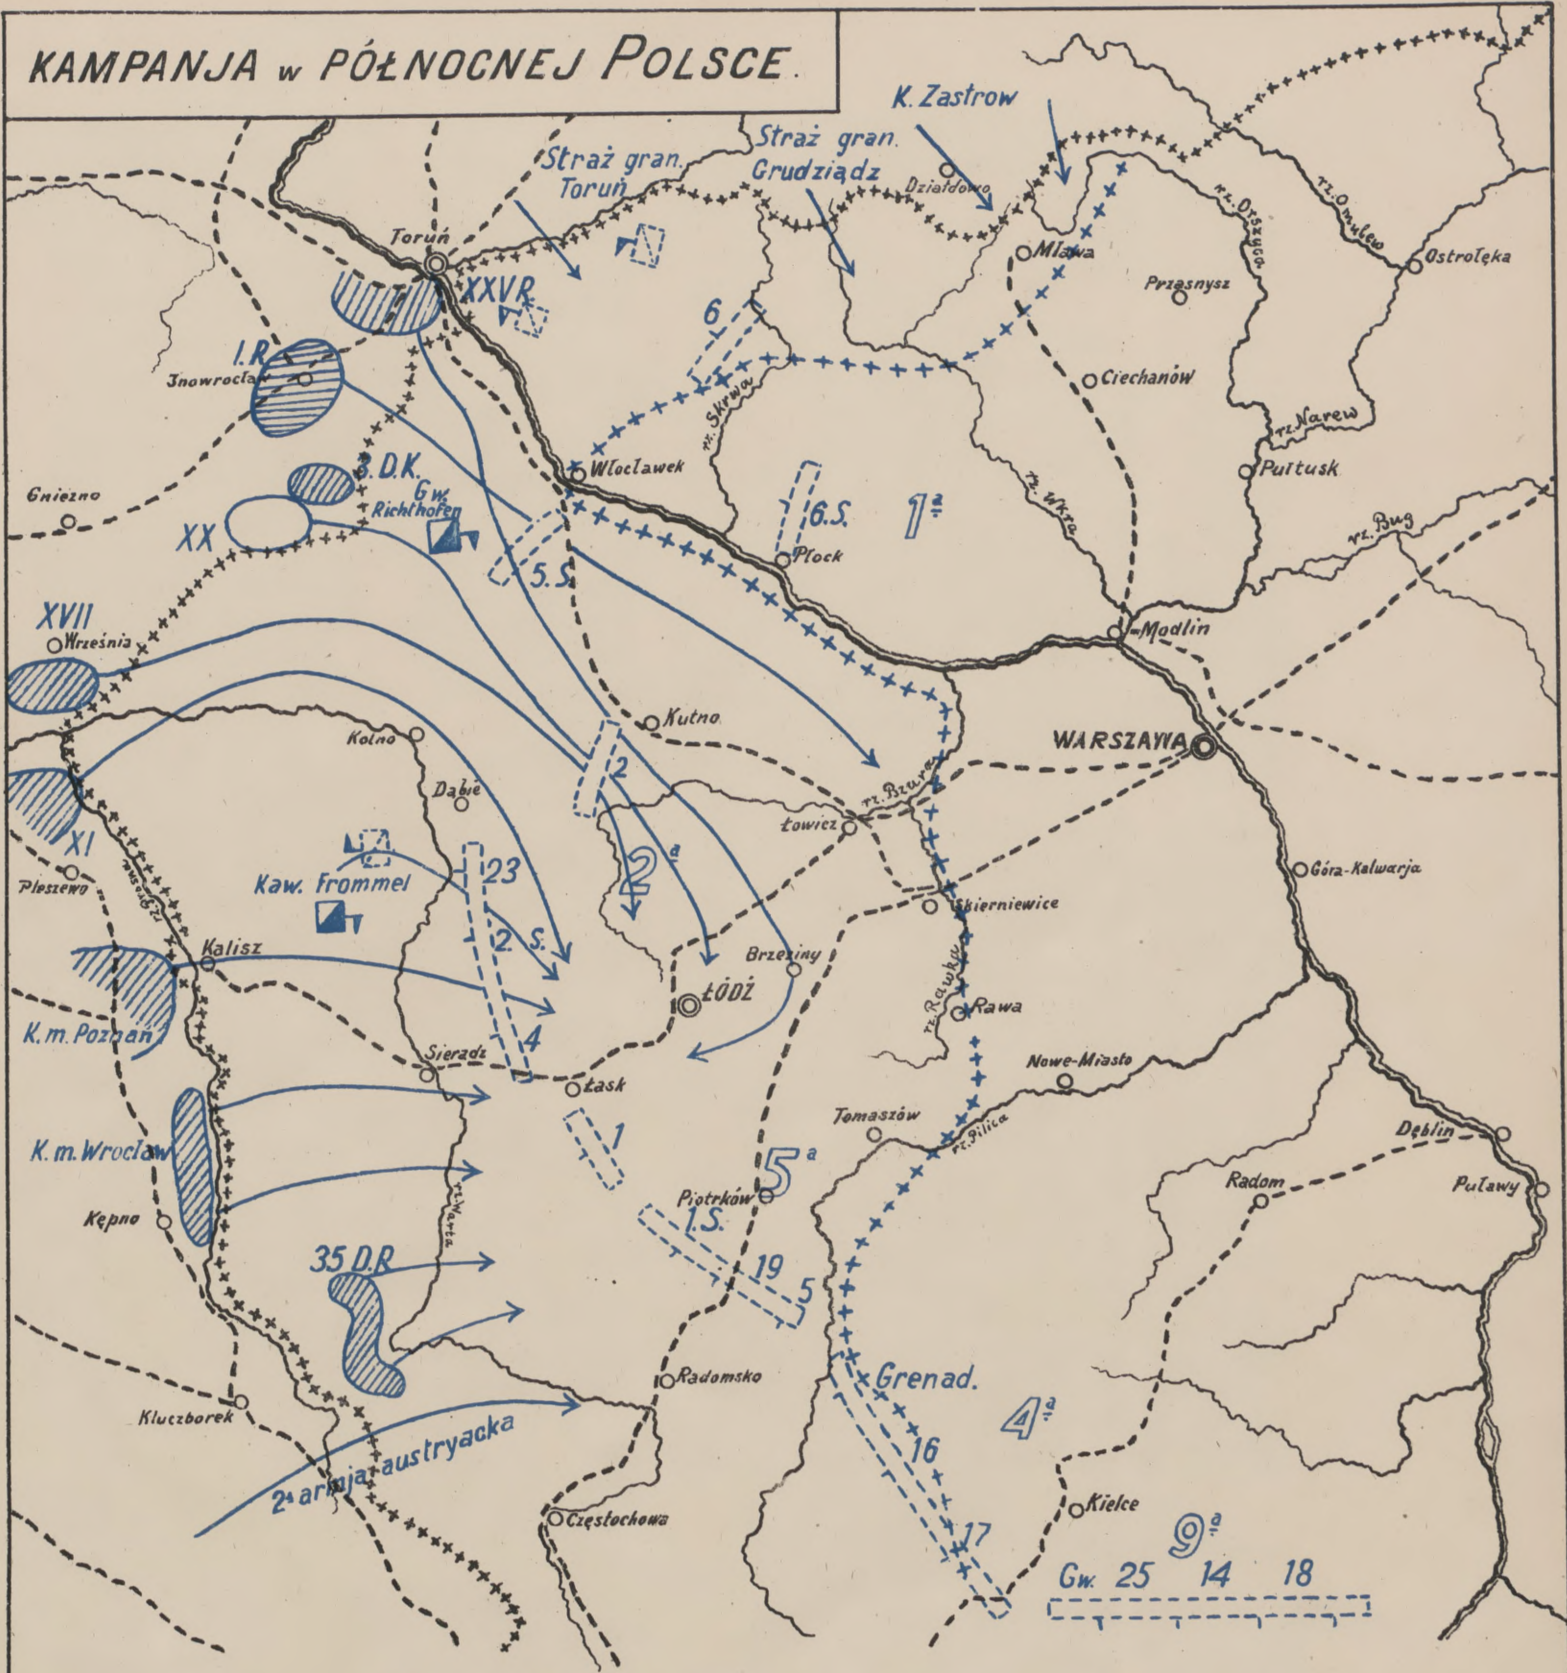 KAMPANJA w PÓŁNOCNEJ POLSCE.
K. Zastrow
Straż gran.
Grudziądz
Straż gran.
Toruń
Działdowo
rz. Omulew
rz. Orszyca
Toruń
Mława
Ostrołęka
Przasnysz
XXV R.
6
I. R.
Jnowrocław
Ciechanów
rz. Skrwa
rz. Narew
3. D. K.
Gw.
Richthofen
Włocławek
Pułtusk
Gniezno
XX
rz. Wkra
6. S.
1ª
rz. Bug
5. S.
Płock
XVII
Września
Modlin
Kolno
Kutno
WARSZAWA
2
rz. Bzura
Dąbie
Łowicz
XI
Pleszewo
rz. Prosna
Kaw. Frommel
23
2ª
Góra-Kalwarja
Skierniewice
2. S.
Kalisz
Brzeziny
ŁÓDŹ
rz. Rawka
Rawa
K. m. Poznań
4
Sieradz
Łask
Nowe-Miasto
Tomaszów
rz. Pilica
Dęblin
K. m. Wrocław
1
5ª
Piotrków
Radom
Puławy
rz. Warta
Kępno
1. S.
19
5
35 D. R.
Radomsko
Grenad.
4ª
Kluczborek
2ª armja austryacka
16
Częstochowa
Kielce
17
9ª
Gw. 25 14 18